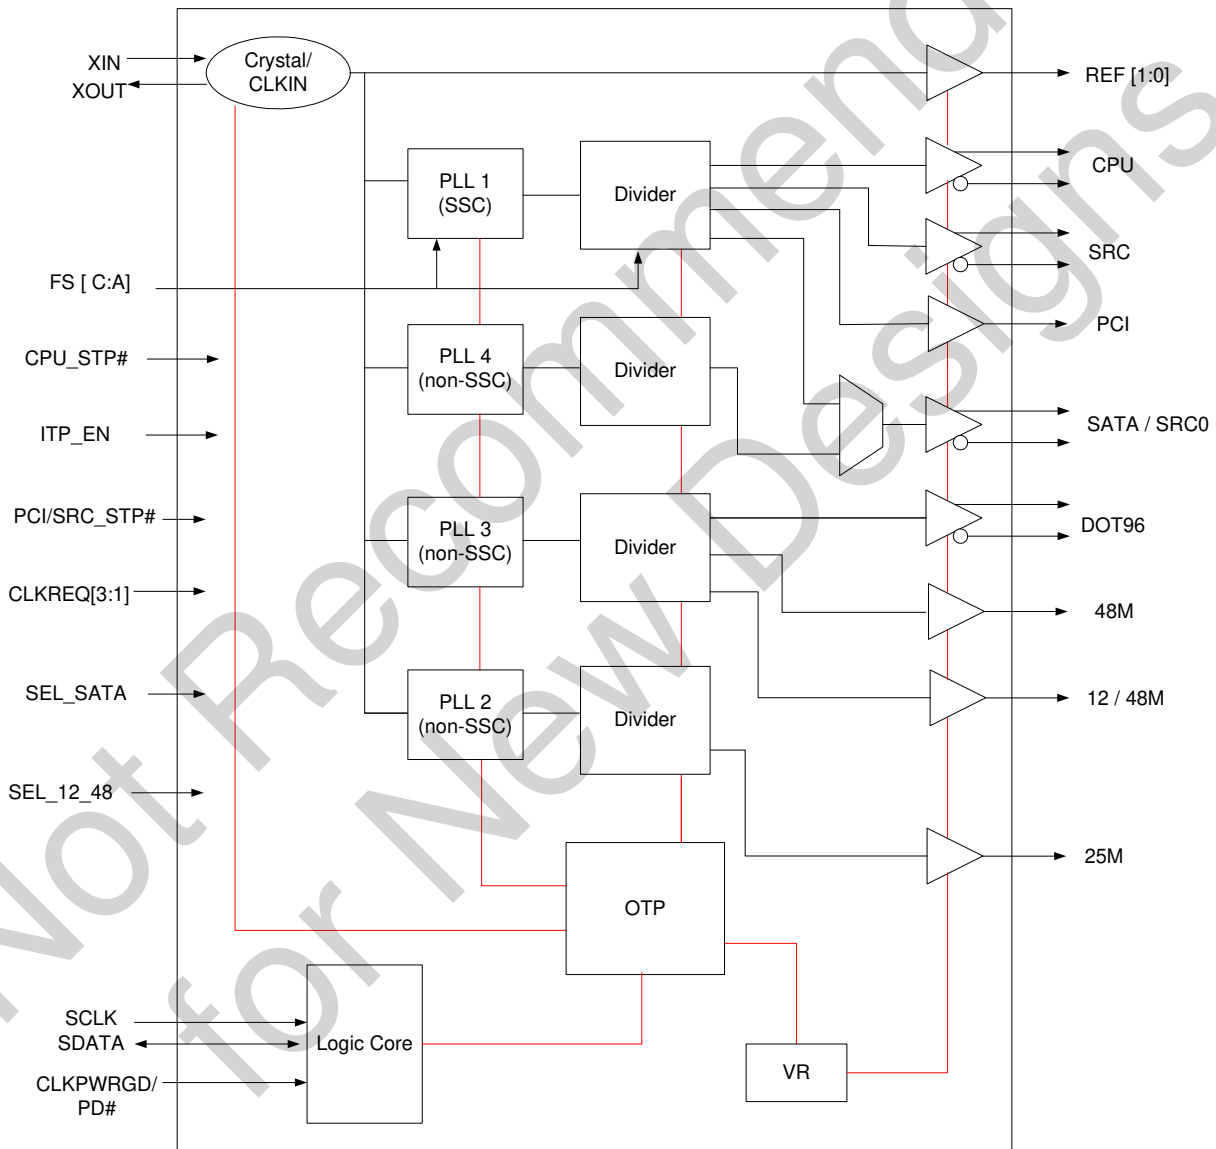 XIN
XOUT
Crystal/
CLKIN
REF [1:0]
PLL 1
(SSC)
Divider
CPU
SRC
FS [ C:A]
PCI
CPU_STP#
PLL 4
(non-SSC)
Divider
ITP_EN
SATA / SRC0
PCI/SRC_STP#
PLL 3
(non-SSC)
Divider
DOT96
CLKREQ[3:1]
48M
SEL_SATA
PLL 2
(non-SSC)
Divider
12 / 48M
SEL_12_48
25M
OTP
SCLK
SDATA
Logic Core
CLKPWRGD/
PD#
VR
Not Recommend
for New Designs